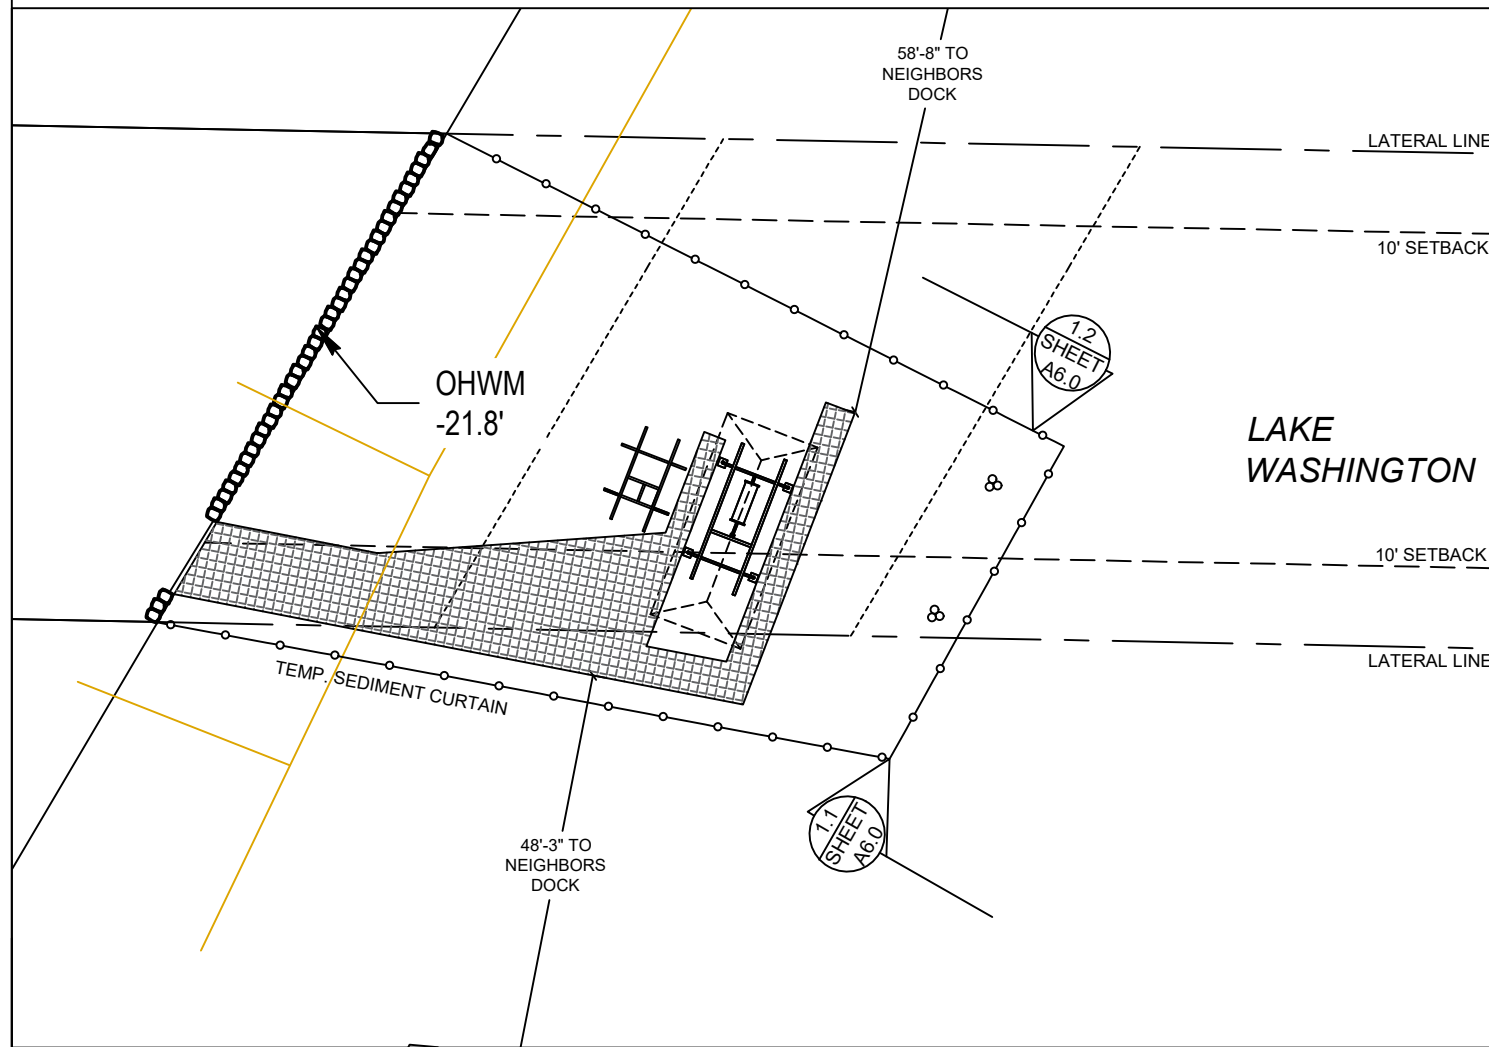 58'-8" TO
NEIGHBORS
DOCK
LATERAL LINE
10' SETBACK
1.2
SHEET
A6.0
OHWM
-21.8'
LAKE
WASHINGTON
10' SETBACK
LATERAL LINE
TEMP. SEDIMENT CURTAIN
1.1
SHEET
A6.0
48'-3" TO
NEIGHBORS
DOCK